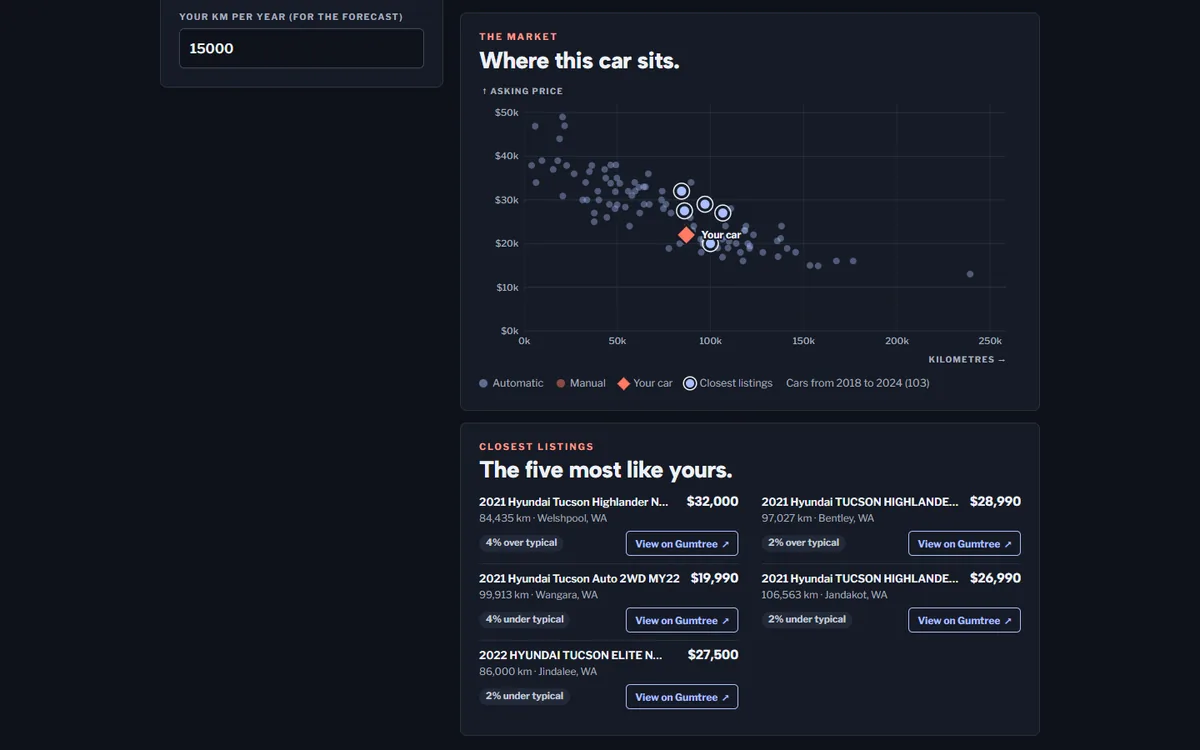 YOUR KM PER YEAR (FOR THE FORECAST)
15000
THE MARKET
Where this car sits.
↑ ASKING PRICE
$50k
$40k
$30k
$20k
$10k
$0k
Your car
0k 50k 100k 150k 200k 250k
KILOMETRES →
Automatic Manual Your car Closest listings Cars from 2018 to 2024 (103)
CLOSEST LISTINGS
The five most like yours.
2021 Hyundai Tucson Highlander N... $32,000
84,435 km · Welshpool, WA
4% over typical View on Gumtree ↗
2021 Hyundai TUCSON HIGHLANDE... $28,990
97,027 km · Bentley, WA
2% over typical View on Gumtree ↗
2021 Hyundai Tucson Auto 2WD MY22 $19,990
99,913 km · Wangara, WA
4% under typical View on Gumtree ↗
2021 Hyundai TUCSON HIGHLANDE... $26,990
106,563 km · Jandakot, WA
2% under typical View on Gumtree ↗
2022 HYUNDAI TUCSON ELITE N... $27,500
86,000 km · Jindalee, WA
2% under typical View on Gumtree ↗